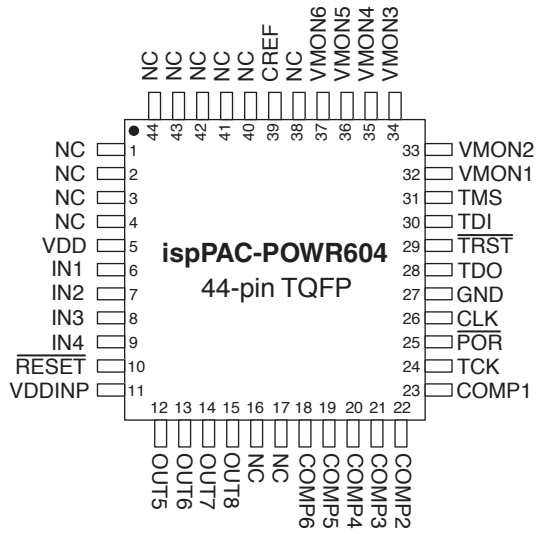 NC
NC
NC
NC
NC
CREF
NC
VMON6
VMON5
VMON4
VMON3
44
43
42
41
40
39
38
37
36
35
34
NC 1
NC 2
NC 3
NC 4
VDD 5
IN1 6
IN2 7
IN3 8
IN4 9
RESET 10
VDDINP 11
ispPAC-POWR604
44-pin TQFP
33 VMON2
32 VMON1
31 TMS
30 TDI
29 TRST
28 TDO
27 GND
26 CLK
25 POR
24 TCK
23 COMP1
12 13 14 15 16 17 18 19 20 21 22
OUT5
OUT6
OUT7
OUT8
NC
NC
COMP6
COMP5
COMP4
COMP3
COMP2